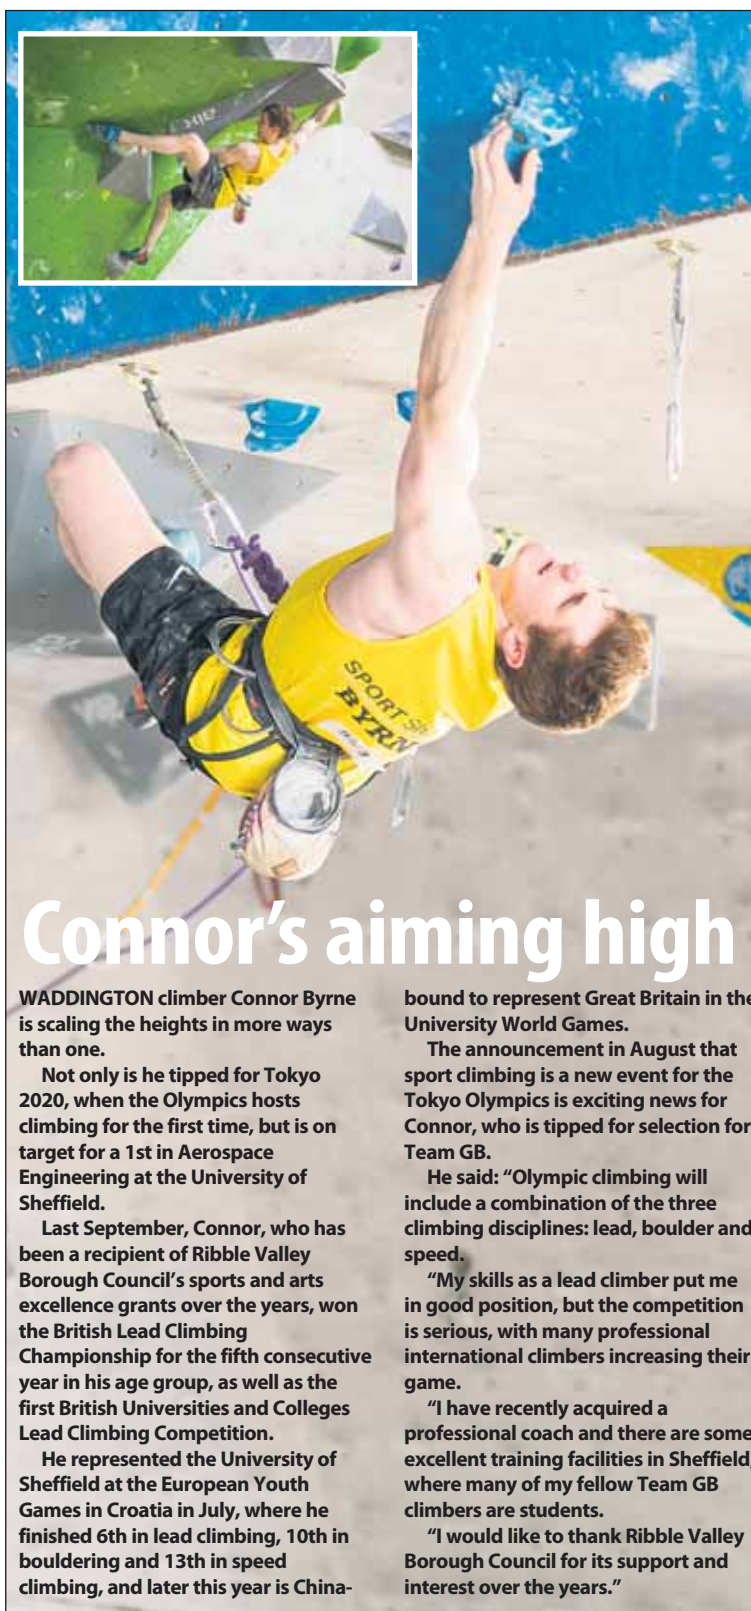 SPORT
BYRN
Connor's aiming high
WADDINGTON climber Connor Byrne
is scaling the heights in more ways
than one.
Not only is he tipped for Tokyo
2020, when the Olympics hosts
climbing for the first time, but is on
target for a 1st in Aerospace
Engineering at the University of
Sheffield.
Last September, Connor, who has
been a recipient of Ribble Valley
Borough Council's sports and arts
excellence grants over the years, won
the British Lead Climbing
Championship for the fifth consecutive
year in his age group, as well as the
first British Universities and Colleges
Lead Climbing Competition.
He represented the University of
Sheffield at the European Youth
Games in Croatia in July, where he
finished 6th in lead climbing, 10th in
bouldering and 13th in speed
climbing, and later this year is China-
bound to represent Great Britain in the
University World Games.
The announcement in August that
sport climbing is a new event for the
Tokyo Olympics is exciting news for
Connor, who is tipped for selection for
Team GB.
He said: “Olympic climbing will
include a combination of the three
climbing disciplines: lead, boulder and
speed.
“My skills as a lead climber put me
in good position, but the competition
is serious, with many professional
international climbers increasing their
game.
“I have recently acquired a
professional coach and there are some
excellent training facilities in Sheffield,
where many of my fellow Team GB
climbers are students.
“I would like to thank Ribble Valley
Borough Council for its support and
interest over the years.”